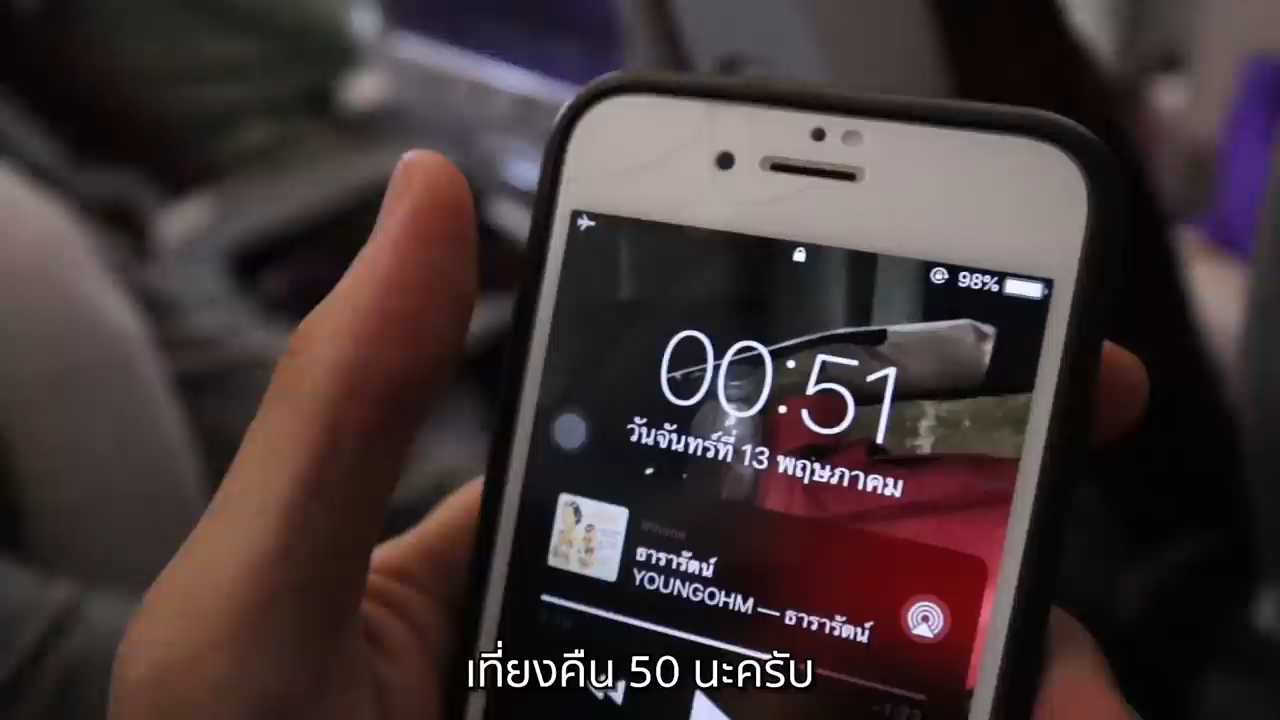 98%
00:51
วันจันทร์ที่ 13 พฤษภาคม
iPhone
ธารารัตน์
YOUNGOHM — ธารารัตน์
เที่ยงคืน 50 นะครับ